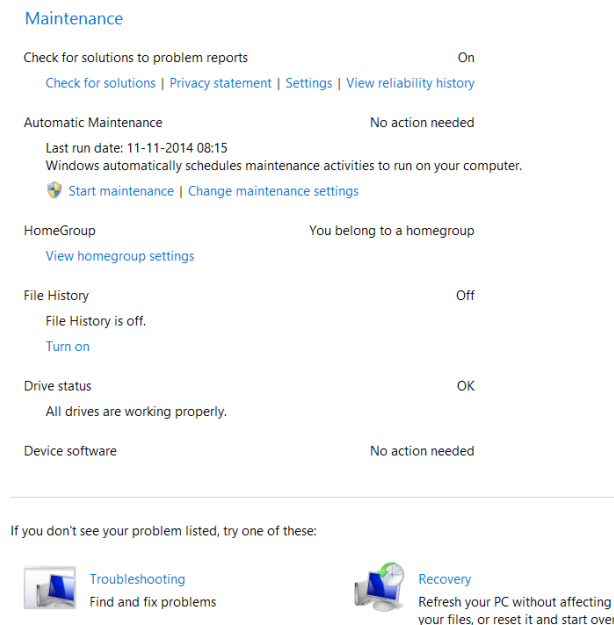 Maintenance
Check for solutions to problem reports On
Check for solutions | Privacy statement | Settings | View reliability history
Automatic Maintenance No action needed
Last run date: 11-11-2014 08:15
Windows automatically schedules maintenance activities to run on your computer.
Start maintenance | Change maintenance settings
HomeGroup You belong to a homegroup
View homegroup settings
File History Off
File History is off.
Turn on
Drive status OK
All drives are working properly.
Device software No action needed
If you don't see your problem listed, try one of these:
Troubleshooting
Find and fix problems
Recovery
Refresh your PC without affecting
your files, or reset it and start ove